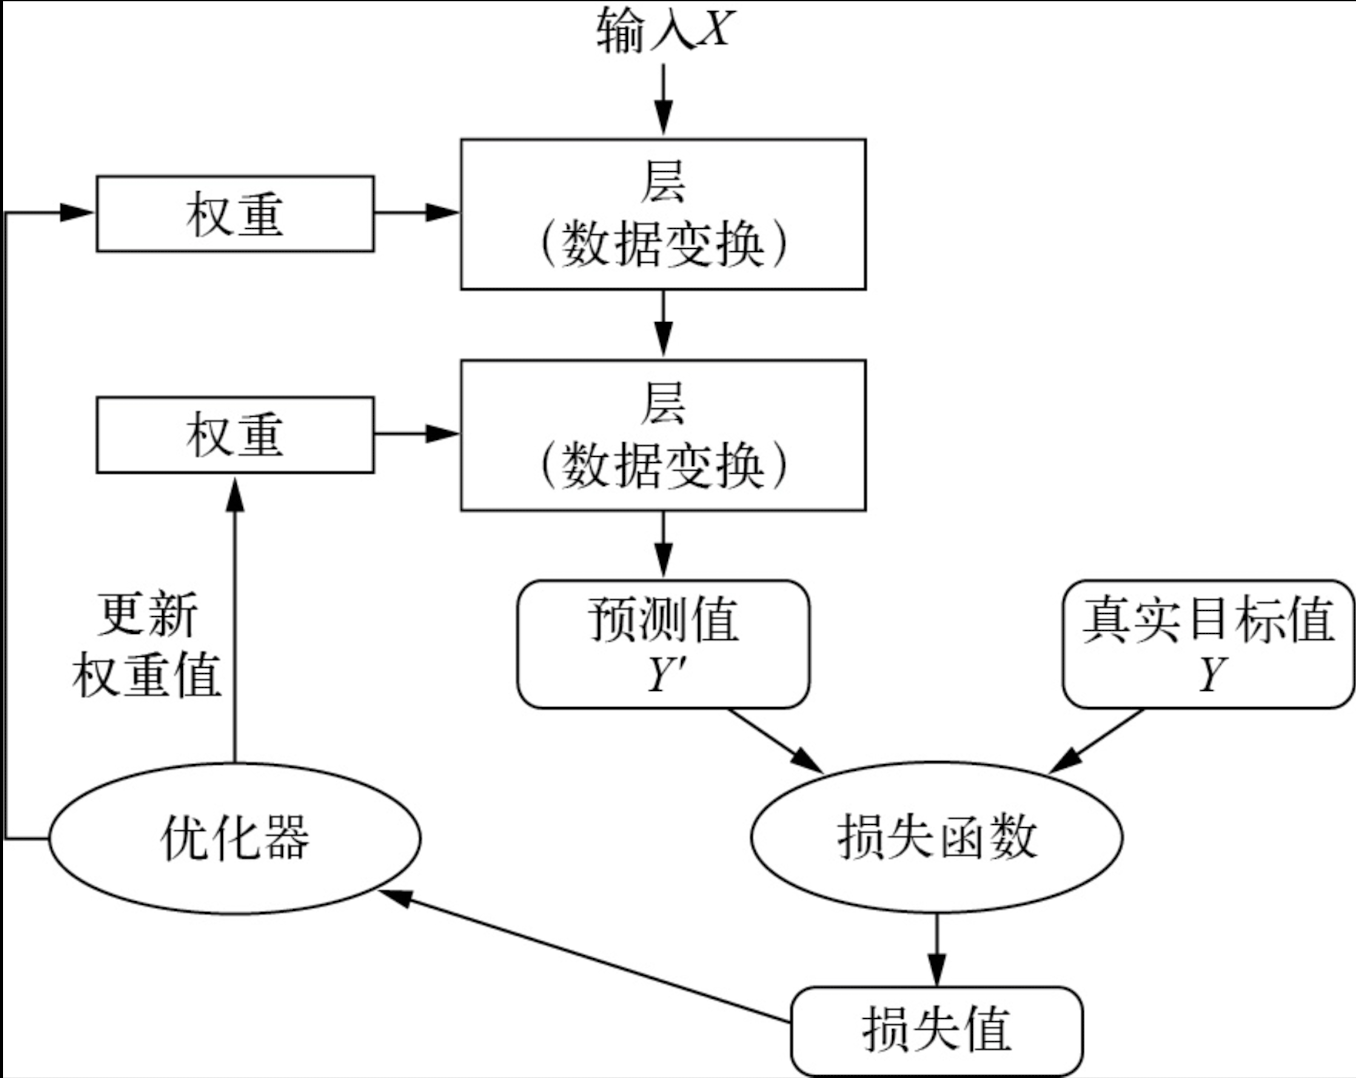 输入X
权重
层
（数据变换）
权重
层
（数据变换）
更新
权重值
预测值
Y′
真实目标值
Y
优化器
损失函数
损失值